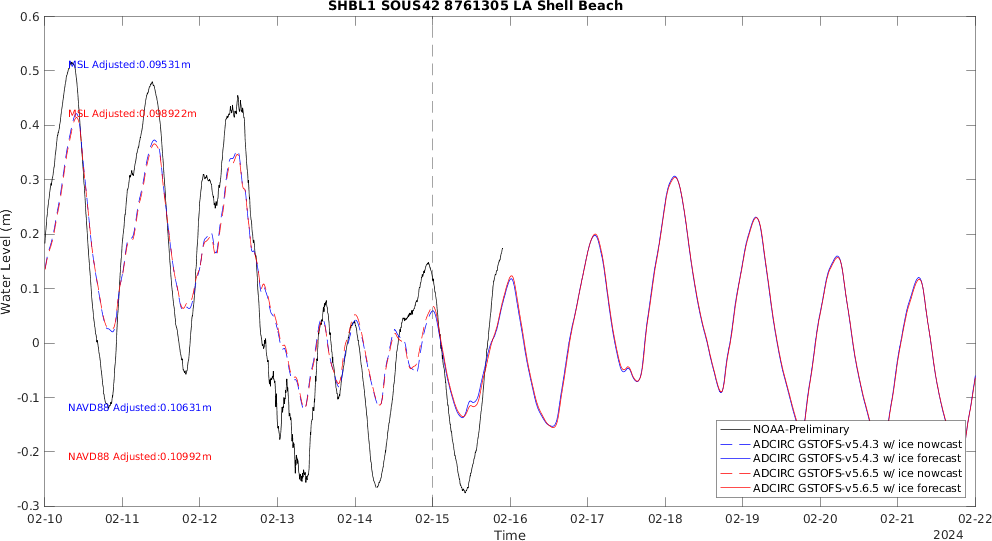 SHBL1 SOUS42 8761305 LA Shell Beach
0.6
0.5
0.4
0.3
0.2
0.1
0
-0.1
-0.2
-0.3
Water Level (m)
MSL Adjusted:0.09531m
MSL Adjusted:0.098922m
NAVD88 Adjusted:0.10631m
NAVD88 Adjusted:0.10992m
NOAA-Preliminary
ADCIRC GSTOFS-v5.4.3 w/ ice nowcast
ADCIRC GSTOFS-v5.4.3 w/ ice forecast
ADCIRC GSTOFS-v5.6.5 w/ ice nowcast
ADCIRC GSTOFS-v5.6.5 w/ ice forecast
02-10 02-11 02-12 02-13 02-14 02-15 02-16 02-17 02-18 02-19 02-20 02-21 02-22
Time
2024